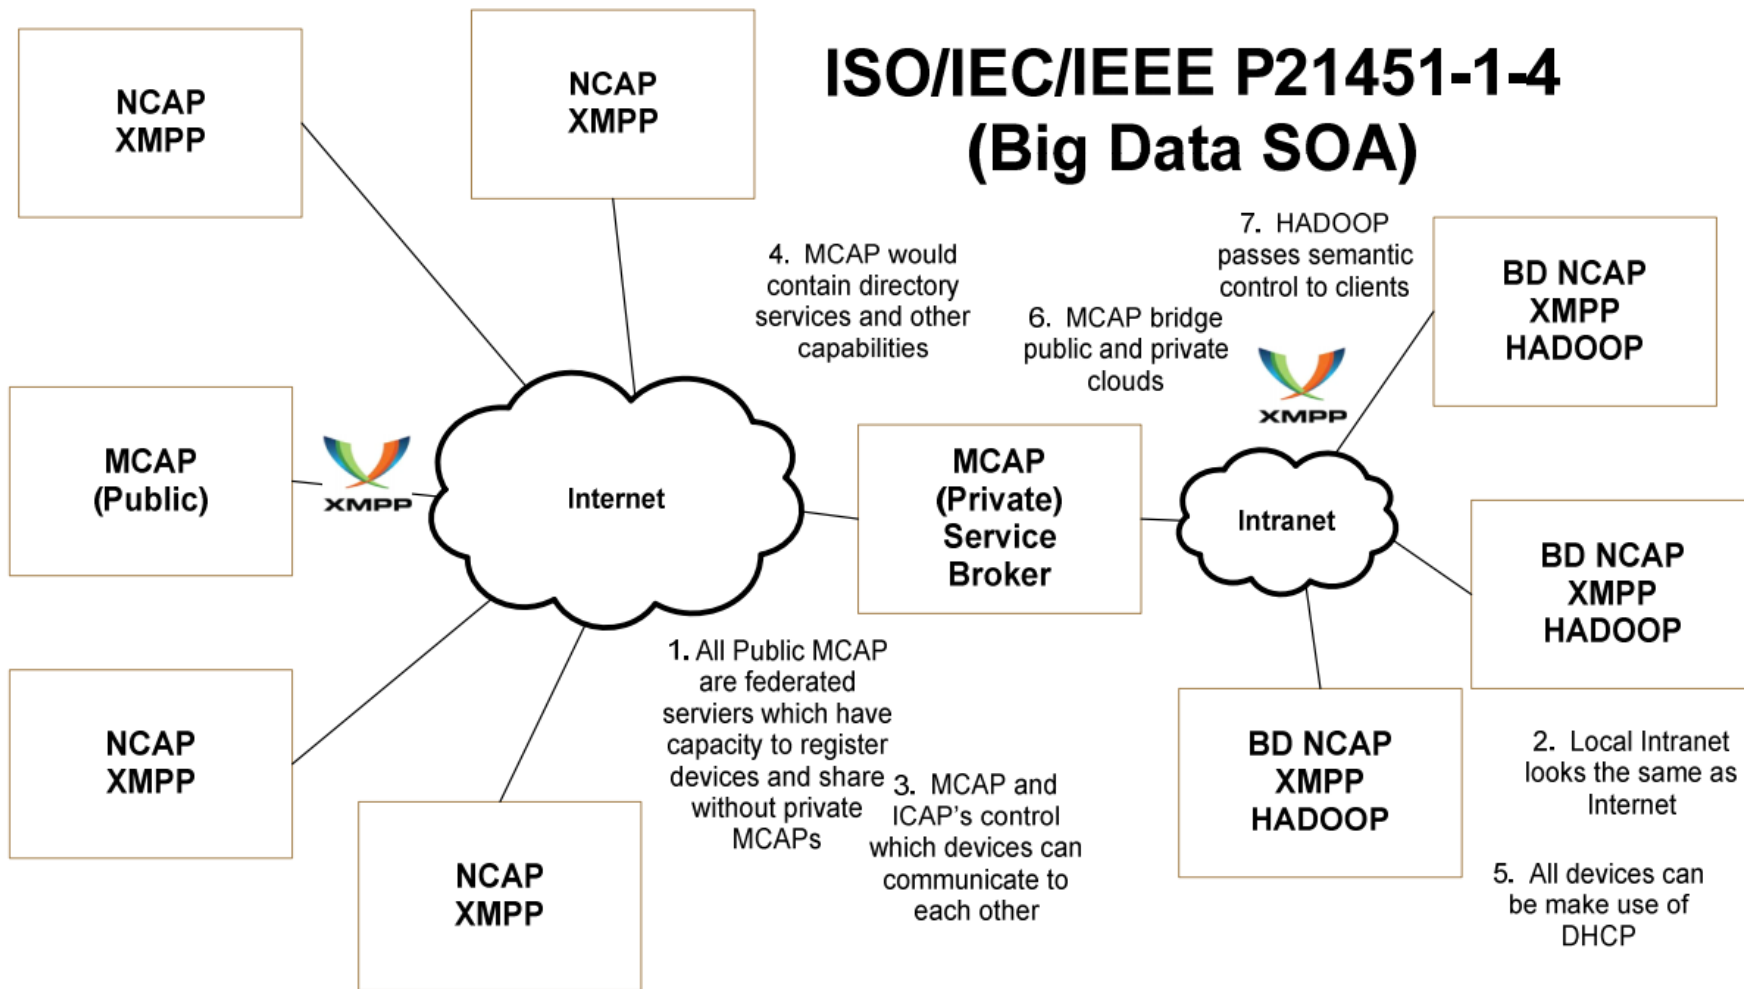 ISO/IEC/IEEE P21451-1-4
(Big Data SOA)
NCAP
XMPP
NCAP
XMPP
4. MCAP would
contain directory
services and other
capabilities
7. HADOOP
passes semantic
control to clients
6. MCAP bridge
public and private
clouds
XMPP
BD NCAP
XMPP
HADOOP
MCAP
(Public)
XMPP
Internet
MCAP
(Private)
Service
Broker
Intranet
BD NCAP
XMPP
HADOOP
1. All Public MCAP
are federated
serviers which have
capacity to register
devices and share
without private
MCAPs
3. MCAP and
ICAP's control
which devices can
communicate to
each other
BD NCAP
XMPP
HADOOP
2. Local Intranet
looks the same as
Internet
5. All devices can
be make use of
DHCP
NCAP
XMPP
NCAP
XMPP